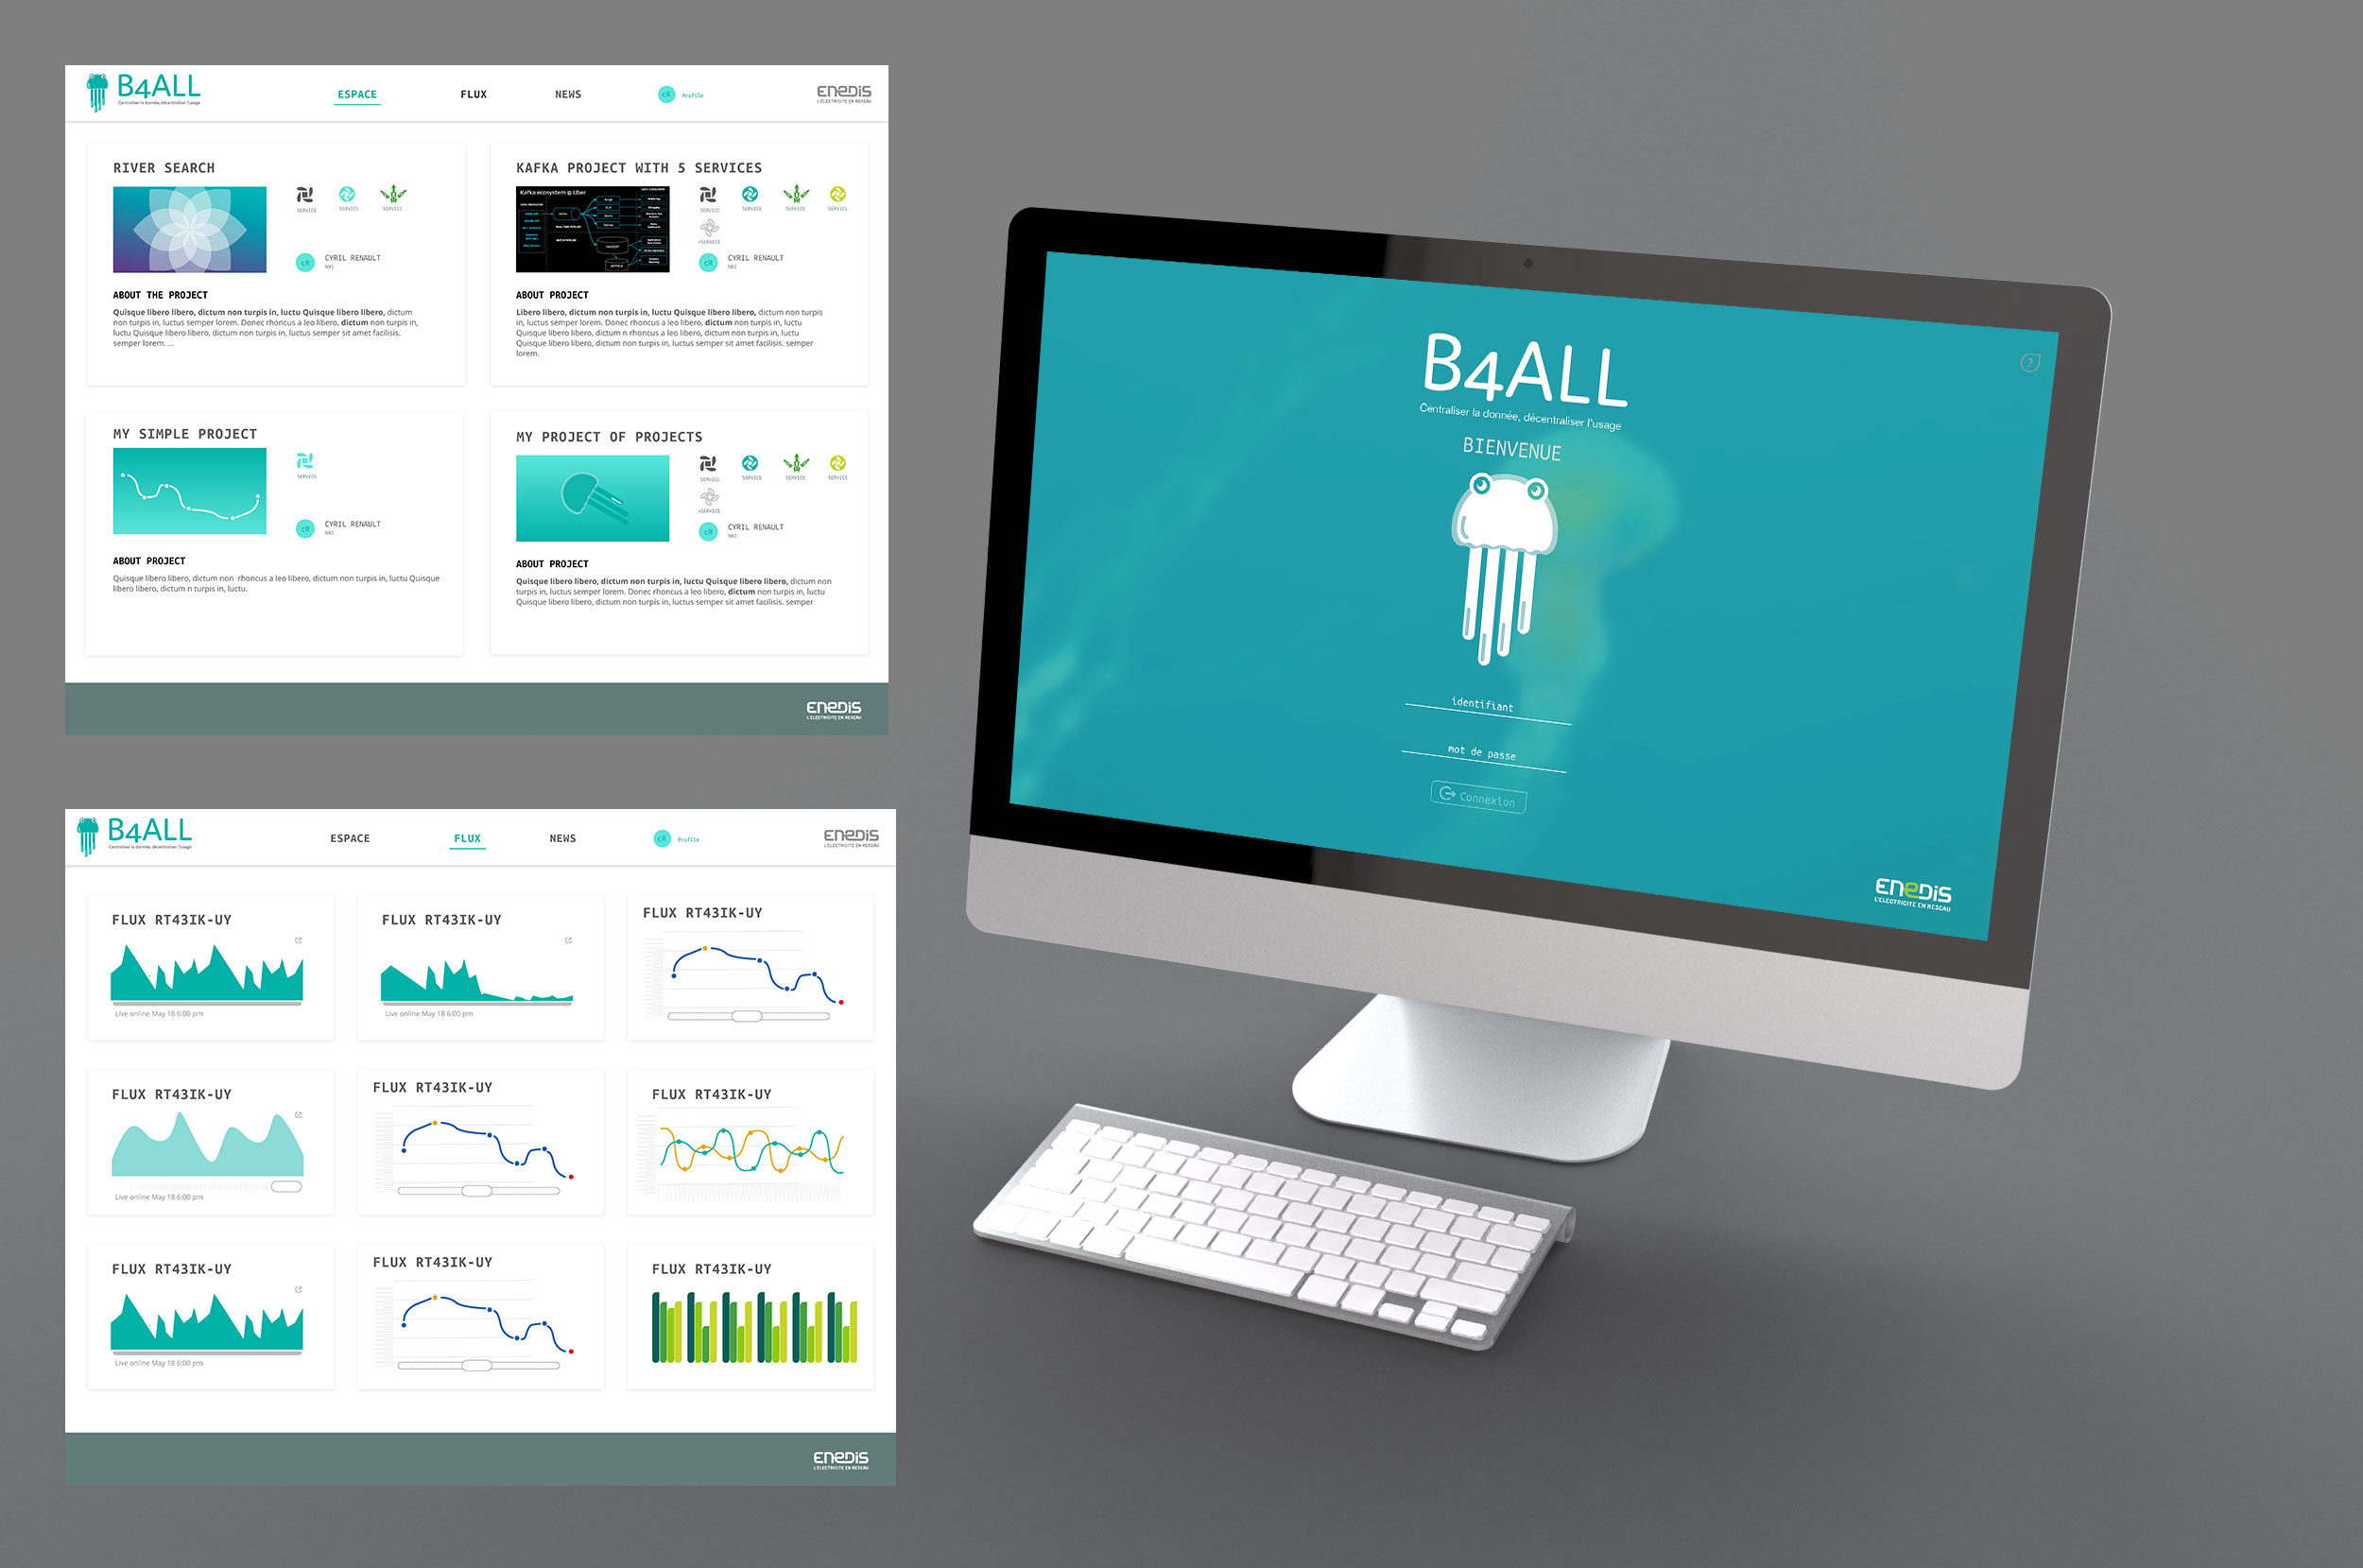 B4ALL
Centraliser la donnée, décentraliser l'usage
ESPACE
FLUX
NEWS
cR
Profile
ENEDIS
L'ELECTRICITE EN RESEAU
RIVER SEARCH
SERVICE
SERVICE
SERVICE
cR
CYRIL RENAULT
NNI
ABOUT THE PROJECT
Quisque libero libero, dictum non turpis in, luctu Quisque libero libero, dictum
non turpis in, luctus semper lorem. Donec rhoncus a leo libero, dictum non turpis in,
luctu Quisque libero libero, dictum non turpis in, luctus semper sit amet facilisis.
semper lorem. ...
KAFKA PROJECT WITH 5 SERVICES
Kafka ecosystem @ Uber
SERVICE
SERVICE
SERVICE
SERVICE
+SERVICE
cR
CYRIL RENAULT
NNI
ABOUT PROJECT
Libero libero, dictum non turpis in, luctu Quisque libero libero, dictum non turpis
in, luctus semper lorem. Donec rhoncus a leo libero, dictum non turpis in, luctu
Quisque libero libero, dictum n rhoncus a leo libero, dictum non turpis in, luctu
Quisque libero libero, dictum non turpis in, luctus semper sit amet facilisis. semper
lorem.
MY SIMPLE PROJECT
SERVICE
cR
CYRIL RENAULT
NNI
ABOUT PROJECT
Quisque libero libero, dictum non rhoncus a leo libero, dictum non turpis in, luctu Quisque
libero libero, dictum n turpis in, luctu.
MY PROJECT OF PROJECTS
SERVICE
SERVICE
SERVICE
SERVICE
+SERVICE
cR
CYRIL RENAULT
NNI
ABOUT PROJECT
Quisque libero libero, dictum non turpis in, luctu Quisque libero libero, dictum non
turpis in, luctus semper lorem. Donec rhoncus a leo libero, dictum non turpis in, luctu
Quisque libero libero, dictum non turpis in, luctus semper sit amet facilisis. semper
ENEDIS
L'ELECTRICITE EN RESEAU
B4ALL
Centraliser la donnée, décentraliser l'usage
ESPACE
FLUX
NEWS
cR
Profile
ENEDIS
L'ELECTRICITE EN RESEAU
FLUX RT43IK-UY
Live online May 18 6:00 pm
FLUX RT43IK-UY
Live online May 18 6:00 pm
FLUX RT43IK-UY
FLUX RT43IK-UY
Live online May 18 6:00 pm
FLUX RT43IK-UY
FLUX RT43IK-UY
FLUX RT43IK-UY
Live online May 18 6:00 pm
FLUX RT43IK-UY
FLUX RT43IK-UY
ENEDIS
L'ELECTRICITE EN RESEAU
B4ALL
Centraliser la donnée, décentraliser l'usage
BIENVENUE
?
identifiant
mot de passe
Connexion
ENEDIS
L'ELECTRICITE EN RESEAU